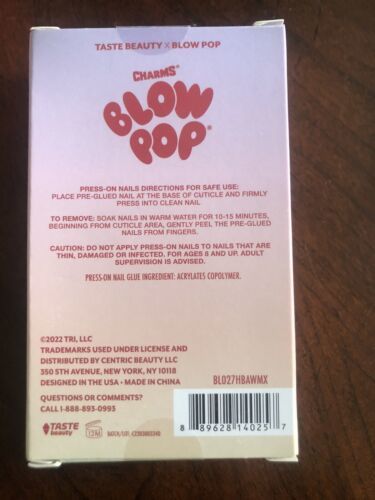 TASTE BEAUTY X BLOW POP
CHARMS®
BLOW
POP®
PRESS-ON NAILS DIRECTIONS FOR SAFE USE:
PLACE PRE-GLUED NAIL AT THE BASE OF CUTICLE AND FIRMLY
PRESS INTO CLEAN NAIL
TO REMOVE: SOAK NAILS IN WARM WATER FOR 10-15 MINUTES,
BEGINNING FROM CUTICLE AREA, GENTLY PEEL THE PRE-GLUED
NAILS FROM FINGERS.
CAUTION: DO NOT APPLY PRESS-ON NAILS TO NAILS THAT ARE
THIN, DAMAGED OR INFECTED. FOR AGES 8 AND UP. ADULT
SUPERVISION IS ADVISED.
PRESS-ON NAIL GLUE INGREDIENT: ACRYLATES COPOLYMER.
©2022 TRI, LLC
TRADEMARKS USED UNDER LICENSE AND
DISTRIBUTED BY CENTRIC BEAUTY LLC
350 5TH AVENUE, NEW YORK, NY 10118
DESIGNED IN THE USA • MADE IN CHINA
BL027HBAWMX
QUESTIONS OR COMMENTS?
CALL 1-888-893-0993
8 89628 14025 7
TASTE
beauty
12M
BATCH/LOT: